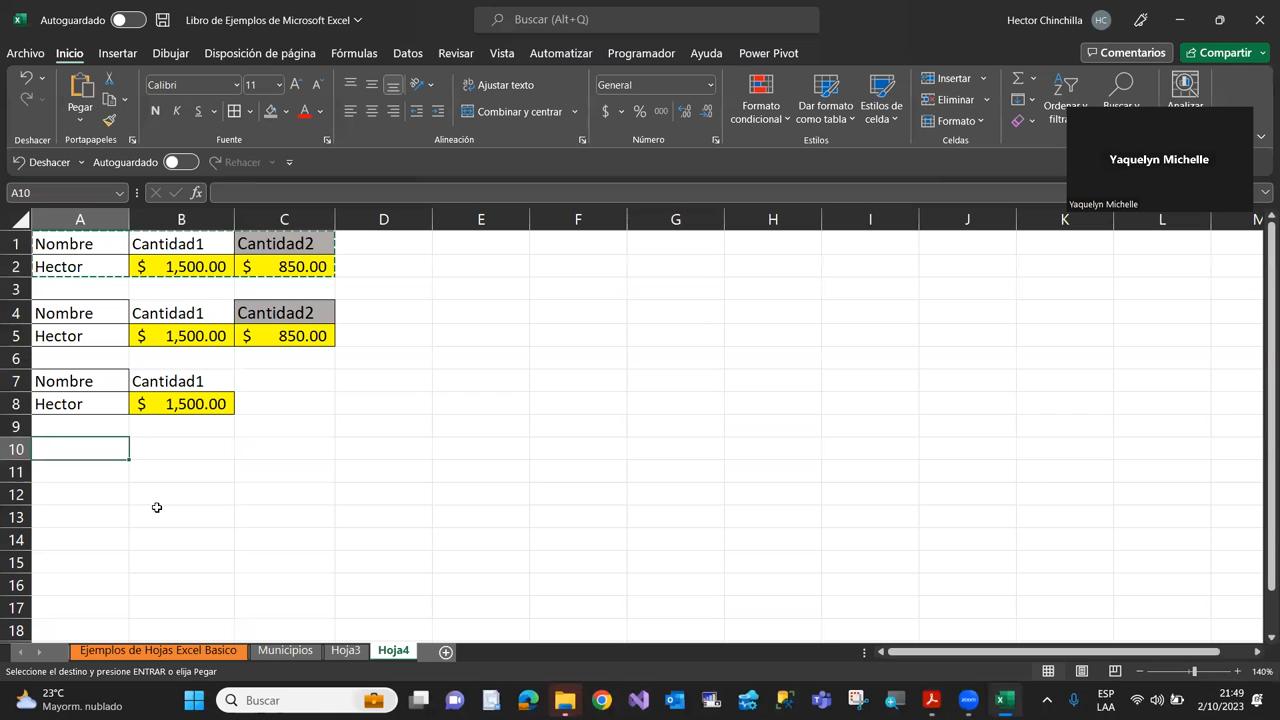 Autoguardado
Libro de Ejemplos de Microsoft Excel
Buscar (Alt+Q)
Hector Chinchilla HC
Archivo Inicio Insertar Dibujar Disposición de página Fórmulas Datos Revisar Vista Automatizar Programador Ayuda Power Pivot
Comentarios Compartir
Pegar
Calibri 11
N K S
Ajustar texto
Combinar y centrar
General
$ % 000
Formato condicional
Dar formato como tabla
Estilos de celda
Insertar
Eliminar
Formato
Ordenar y
filtra
Buscar y
Analizar
Deshacer Portapapeles Fuente Alineación Número Estilos Celdas
Deshacer Autoguardado Rehacer
Yaquelyn Michelle
Yaquelyn Michelle
A10 fx
A B C D E F G H I J K L M
1 Nombre Cantidad1 Cantidad2
2 Hector $ 1,500.00 $ 850.00
3
4 Nombre Cantidad1 Cantidad2
5 Hector $ 1,500.00 $ 850.00
6
7 Nombre Cantidad1
8 Hector $ 1,500.00
9
10
11
12
13
14
15
16
17
18
Ejemplos de Hojas Excel Basico Municipios Hoja3 Hoja4
Seleccione el destino y presione ENTRAR o elija Pegar
140%
23°C
Mayorm. nublado
Buscar
ESP
LAA
21:49
2/10/2023